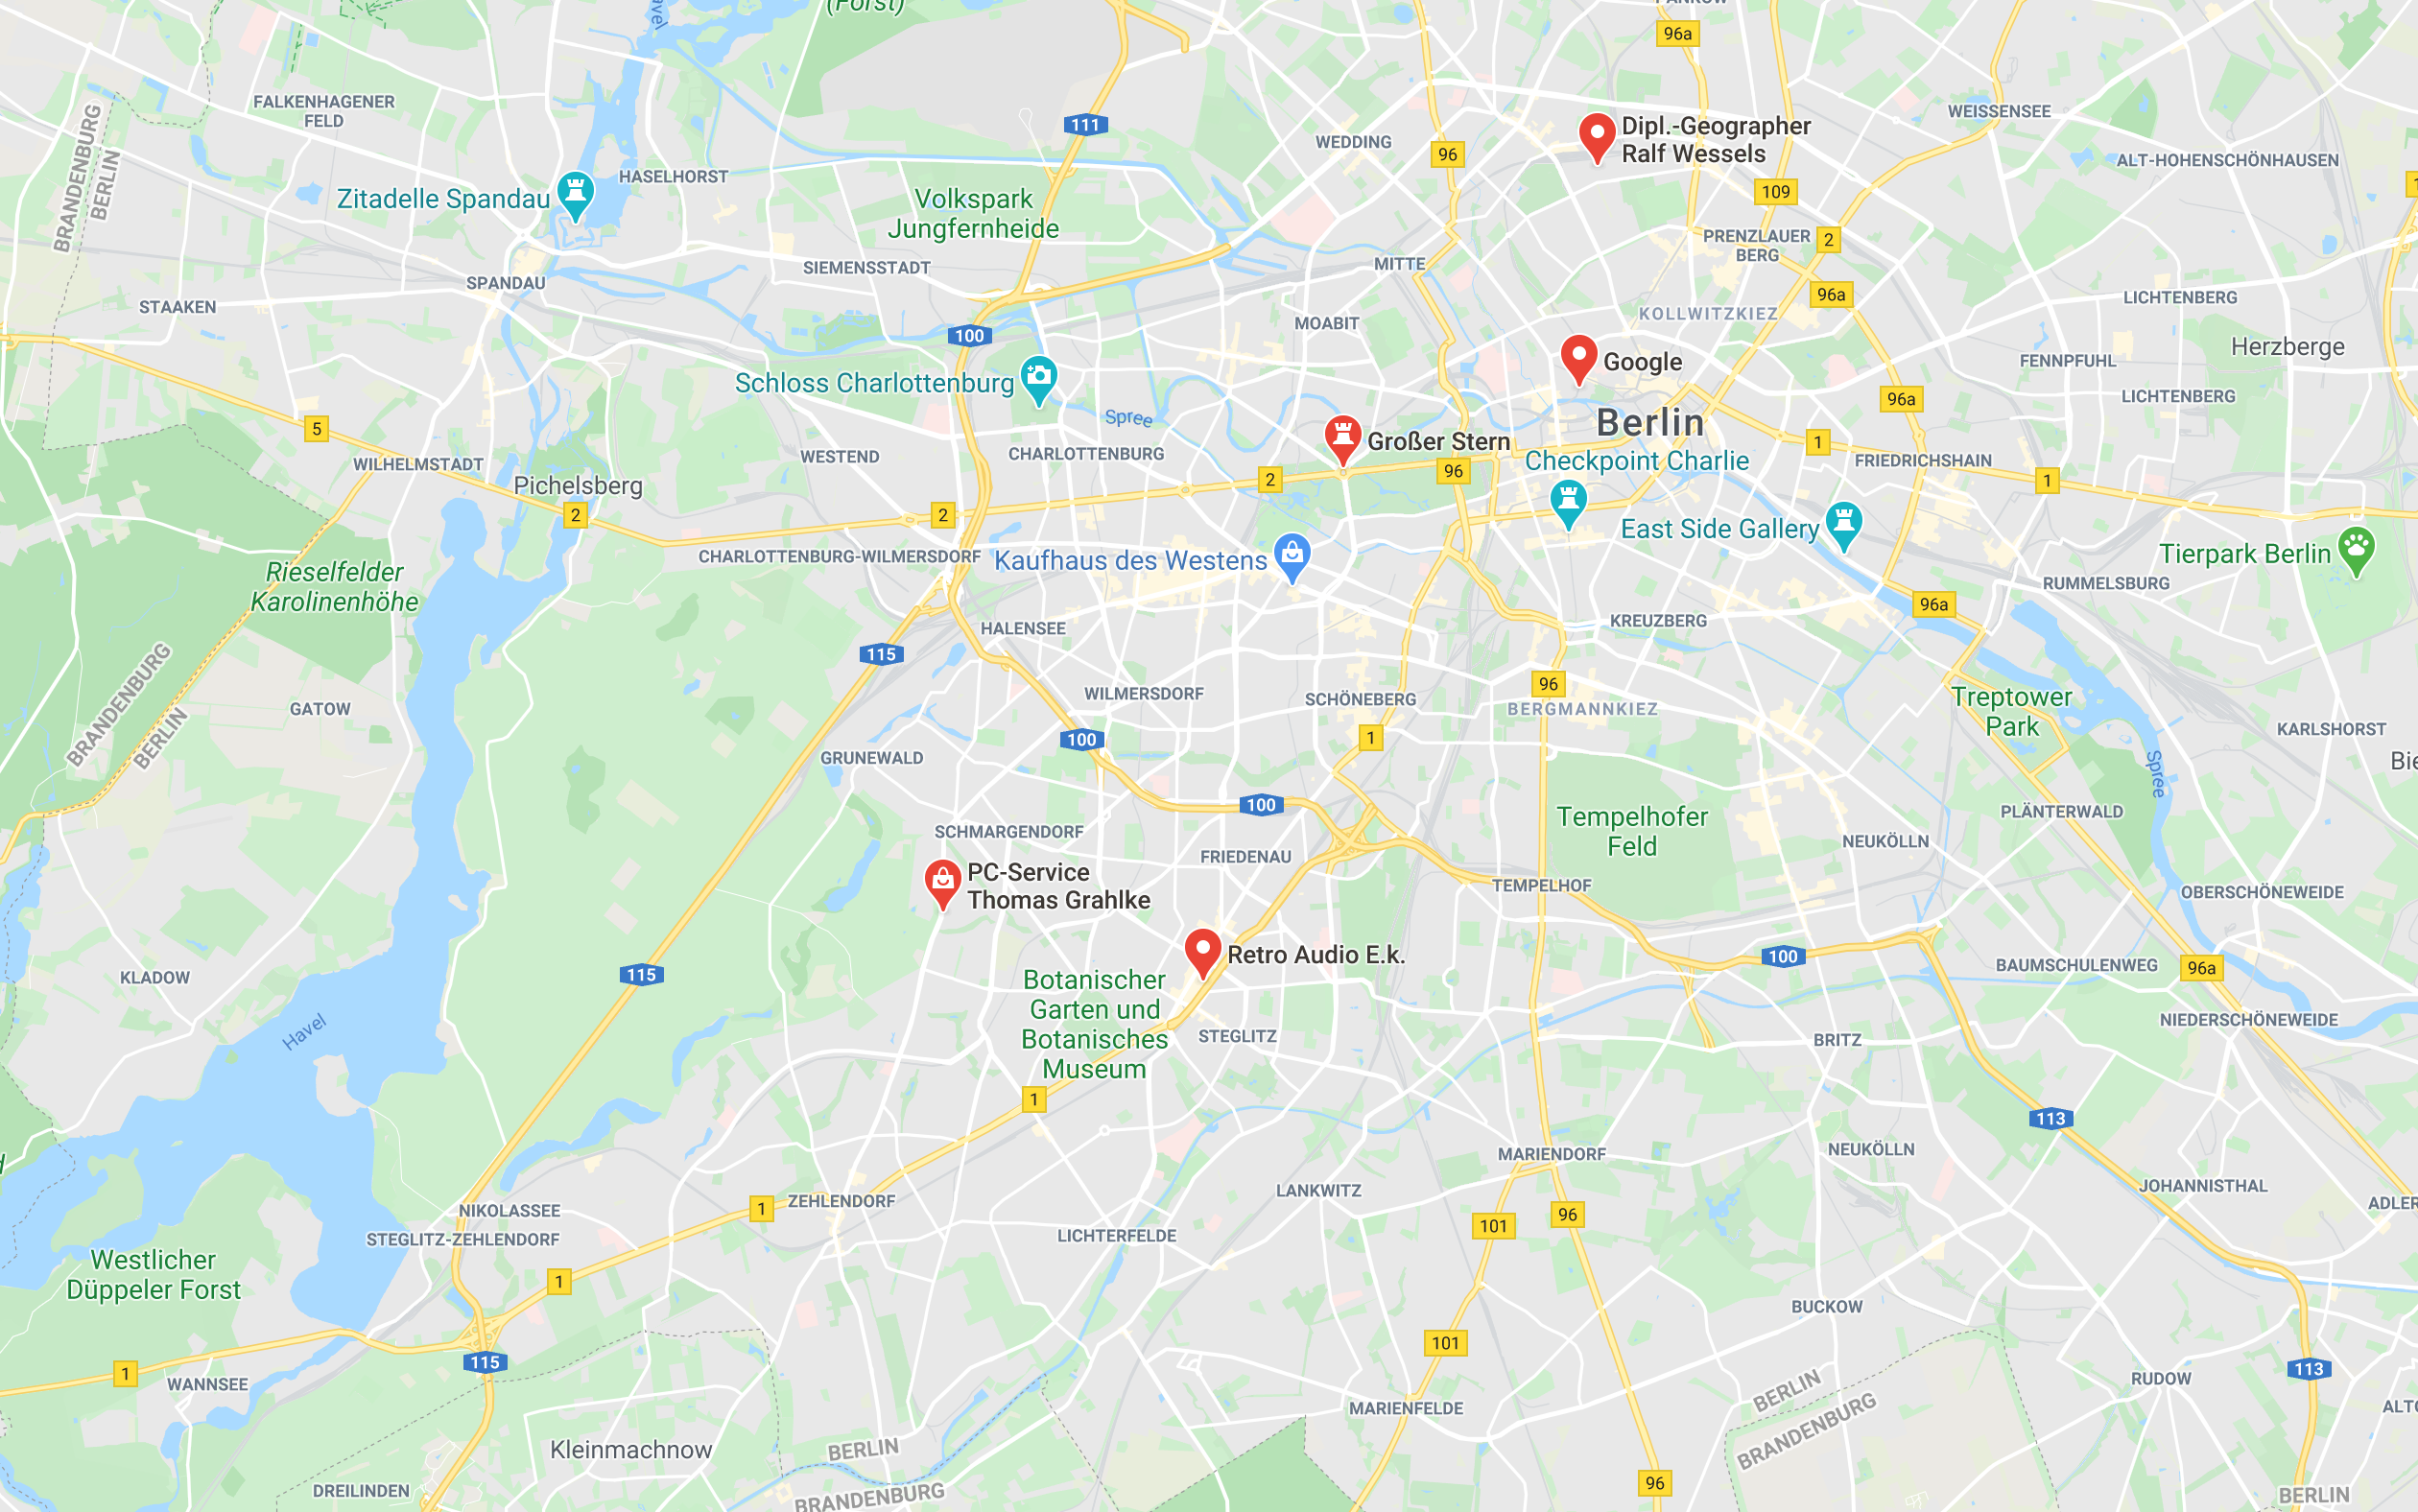 (Forst)
PANKOW
96a
FALKENHAGENER
FELD
111
WEISSENSEE
Dipl.-Geographer
Ralf Wessels
WEDDING
96
ALT-HOHENSCHÖNHAUSEN
BRANDENBURG
BERLIN
HASELHORST
Zitadelle Spandau
Volkspark
Jungfernheide
109
PRENZLAUER
BERG
2
SIEMENSSTADT
MITTE
SPANDAU
STAAKEN
96a
LICHTENBERG
KOLLWITZKIEZ
MOABIT
100
Herzberge
Google
FENNPFUHL
Schloss Charlottenburg
LICHTENBERG
96a
Spree
Berlin
5
Großer Stern
1
WILHELMSTADT
WESTEND
CHARLOTTENBURG
Checkpoint Charlie
FRIEDRICHSHAIN
96
2
1
Pichelsberg
2
2
East Side Gallery
CHARLOTTENBURG-WILMERSDORF
Kaufhaus des Westens
Tierpark Berlin
Rieselfelder
Karolinenhöhe
RUMMELSBURG
96a
HALENSEE
KREUZBERG
115
BRANDENBURG
BERLIN
GATOW
WILMERSDORF
SCHÖNEBERG
96
BERGMANNKIEZ
Treptower
Park
KARLSHORST
100
1
GRUNEWALD
Spree
100
Tempelhofer
Feld
PLÄNTERWALD
SCHMARGENDORF
NEUKÖLLN
FRIEDENAU
PC-Service
Thomas Grahlke
TEMPELHOF
OBERSCHÖNEWEIDE
Retro Audio E.k.
100
KLADOW
115
BAUMSCHULENWEG
96a
Botanischer
Garten und
Botanisches
Museum
Havel
STEGLITZ
BRITZ
NIEDERSCHÖNEWEIDE
1
113
MARIENDORF
NEUKÖLLN
ZEHLENDORF
1
LANKWITZ
JOHANNISTHAL
NIKOLASSEE
STEGLITZ-ZEHLENDORF
101
96
LICHTERFELDE
Westlicher
Düppeler Forst
1
BUCKOW
101
115
1
WANNSEE
113
RUDOW
BERLIN
BRANDENBURG
MARIENFELDE
Kleinmachnow
BERLIN
BRANDENBURG
96
DREILINDEN
BERLIN